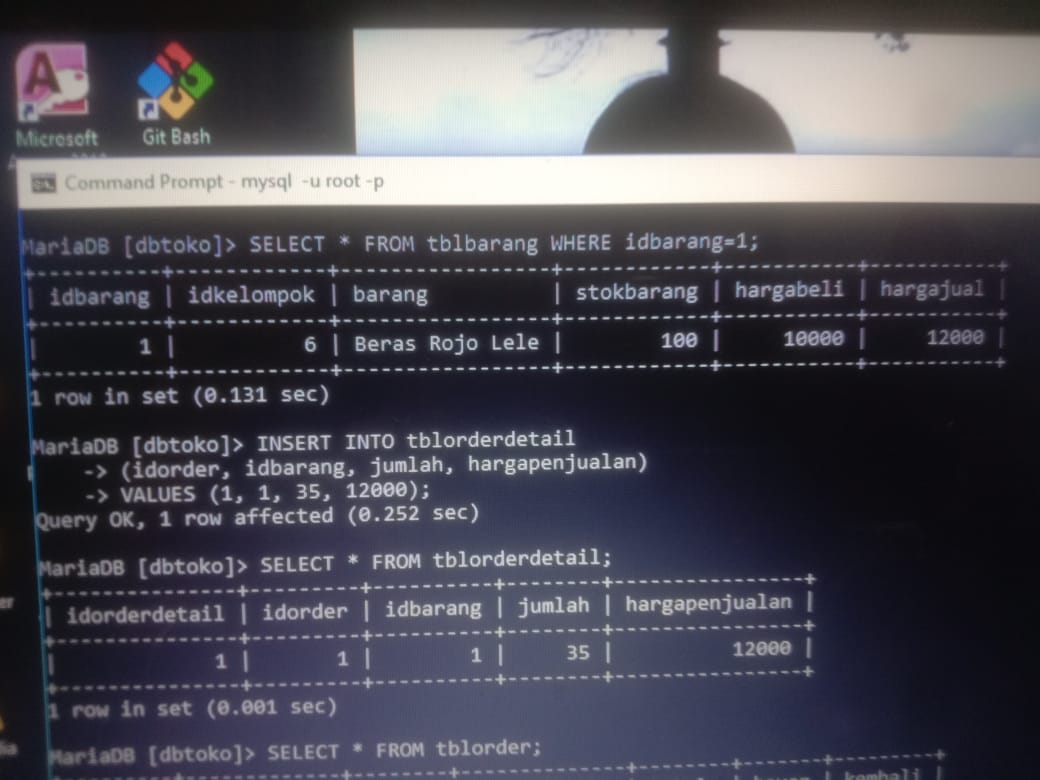 Microsoft
Git Bash
Command Prompt - mysql -u root -p
MariaDB [dbtoko]> SELECT * FROM tblbarang WHERE idbarang=1;
| idbarang | idkelompok | barang | stokbarang | hargabeli | hargajual |
| 1 | 6 | Beras Rojo Lele | 100 | 10000 | 12000 |
1 row in set (0.131 sec)
MariaDB [dbtoko]> INSERT INTO tblorderdetail
-> (idorder, idbarang, jumlah, hargapenjualan)
-> VALUES (1, 1, 35, 12000);
Query OK, 1 row affected (0.252 sec)
MariaDB [dbtoko]> SELECT * FROM tblorderdetail;
| idorderdetail | idorder | idbarang | jumlah | hargapenjualan |
| 1 | 1 | 1 | 35 | 12000 |
1 row in set (0.001 sec)
MariaDB [dbtoko]> SELECT * FROM tblorder;